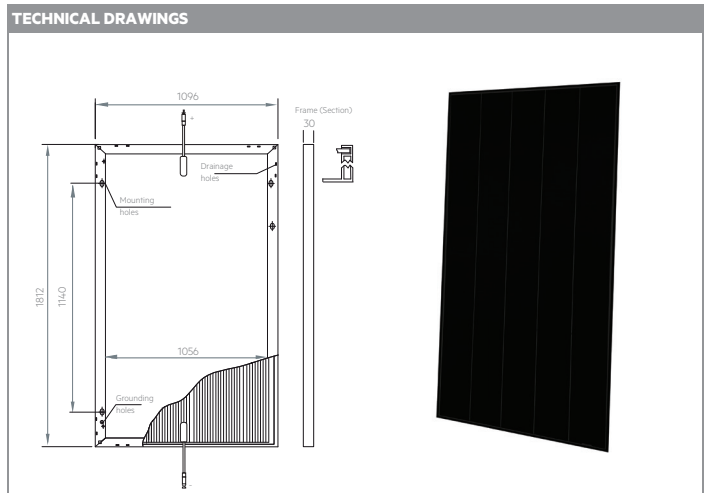 TECHNICAL DRAWINGS
1096
+
Frame (Section)
30
Drainage
holes
Mounting
holes
1812
1140
1056
Grounding
holes
-